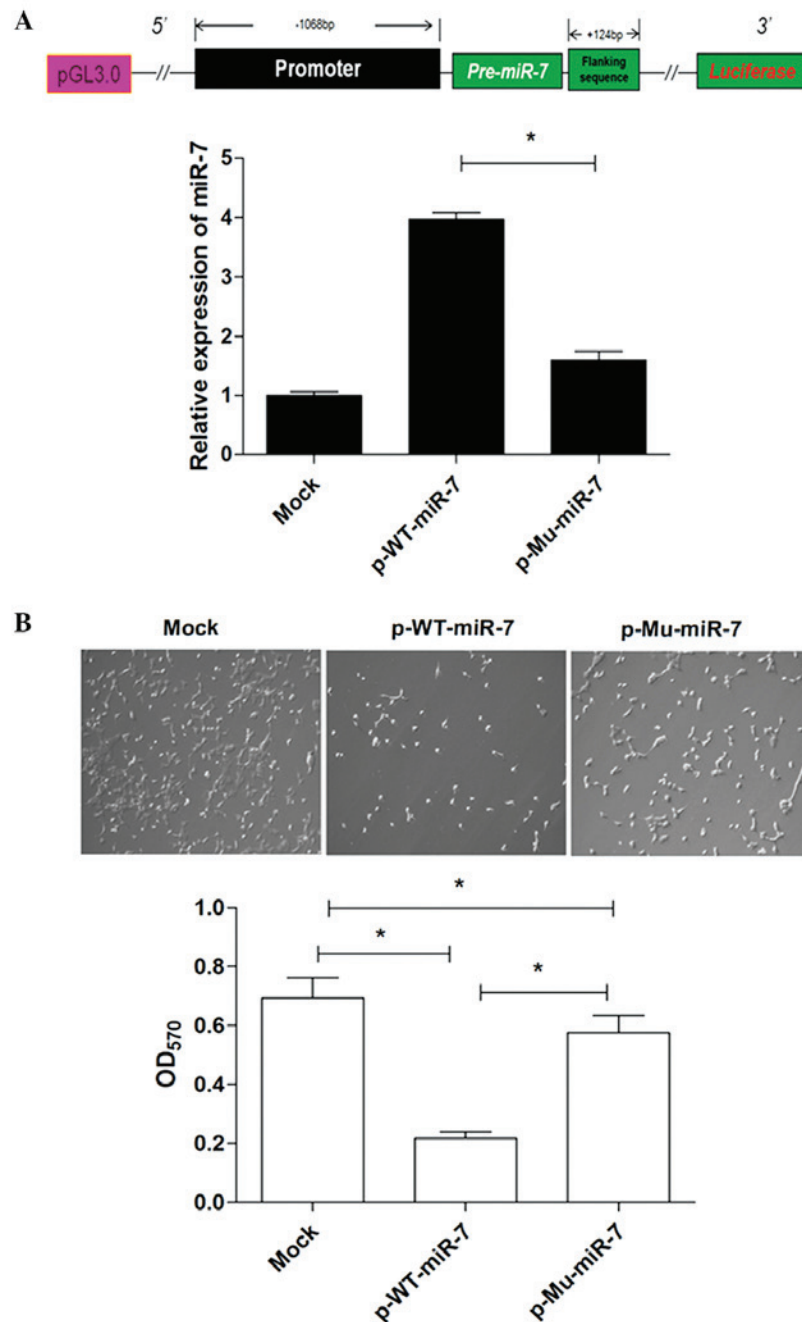 A
5' -1068bp +124bp 3'
pGL3.0 Promoter Pre-miR-7 Flanking sequence Luciferase
*
Relative expression of miR-7
5
4
3
2
1
0
Mock p-WT-miR-7 p-Mu-miR-7
B
Mock p-WT-miR-7 p-Mu-miR-7
*
*
*
OD570
1.0
0.8
0.6
0.4
0.2
0.0
Mock p-WT-miR-7 p-Mu-miR-7